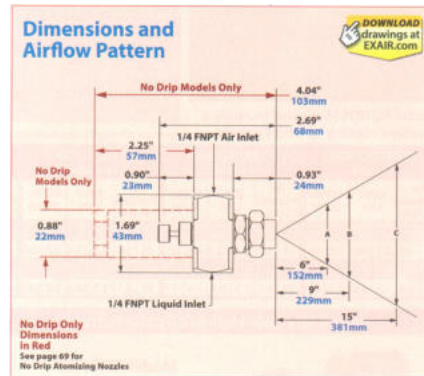 Dimensions and
Airflow Pattern
DOWNLOAD
drawings at
EXAIR.com
No Drip Models Only
4.04"
103mm
2.69"
68mm
1/4 FNPT Air Inlet
2.25"
57mm
No Drip
Models Only
0.90"
23mm
0.93"
24mm
0.88"
22mm
1.69"
43mm
A
B
C
6"
152mm
1/4 FNPT Liquid Inlet
9"
229mm
15"
381mm
No Drip Only
Dimensions
in Red
See page 69 for
No Drip Atomizing Nozzles